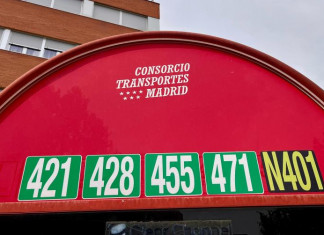 CONSORCIO
TRANSPORTES
MADRID
421 428 455 471 N401